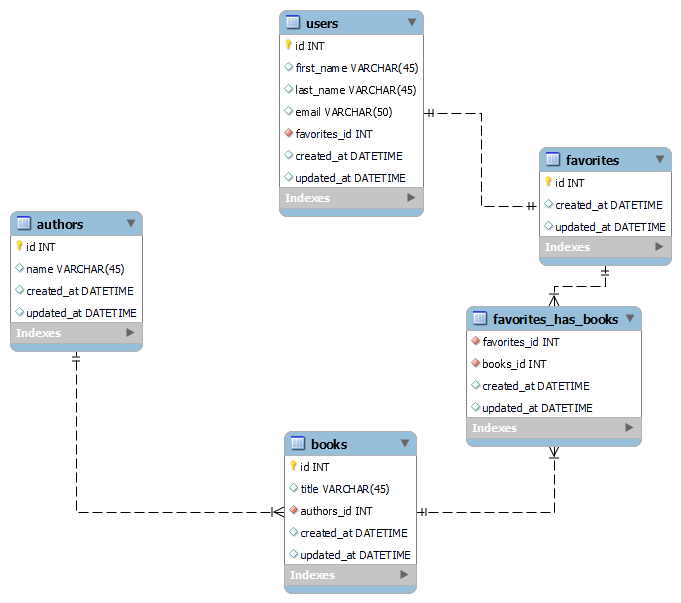 users
id INT
first_name VARCHAR(45)
last_name VARCHAR(45)
email VARCHAR(50)
favorites_id INT
created_at DATETIME
updated_at DATETIME
Indexes
favorites
id INT
created_at DATETIME
updated_at DATETIME
Indexes
authors
id INT
name VARCHAR(45)
created_at DATETIME
updated_at DATETIME
Indexes
favorites_has_books
favorites_id INT
books_id INT
created_at DATETIME
updated_at DATETIME
Indexes
books
id INT
title VARCHAR(45)
authors_id INT
created_at DATETIME
updated_at DATETIME
Indexes